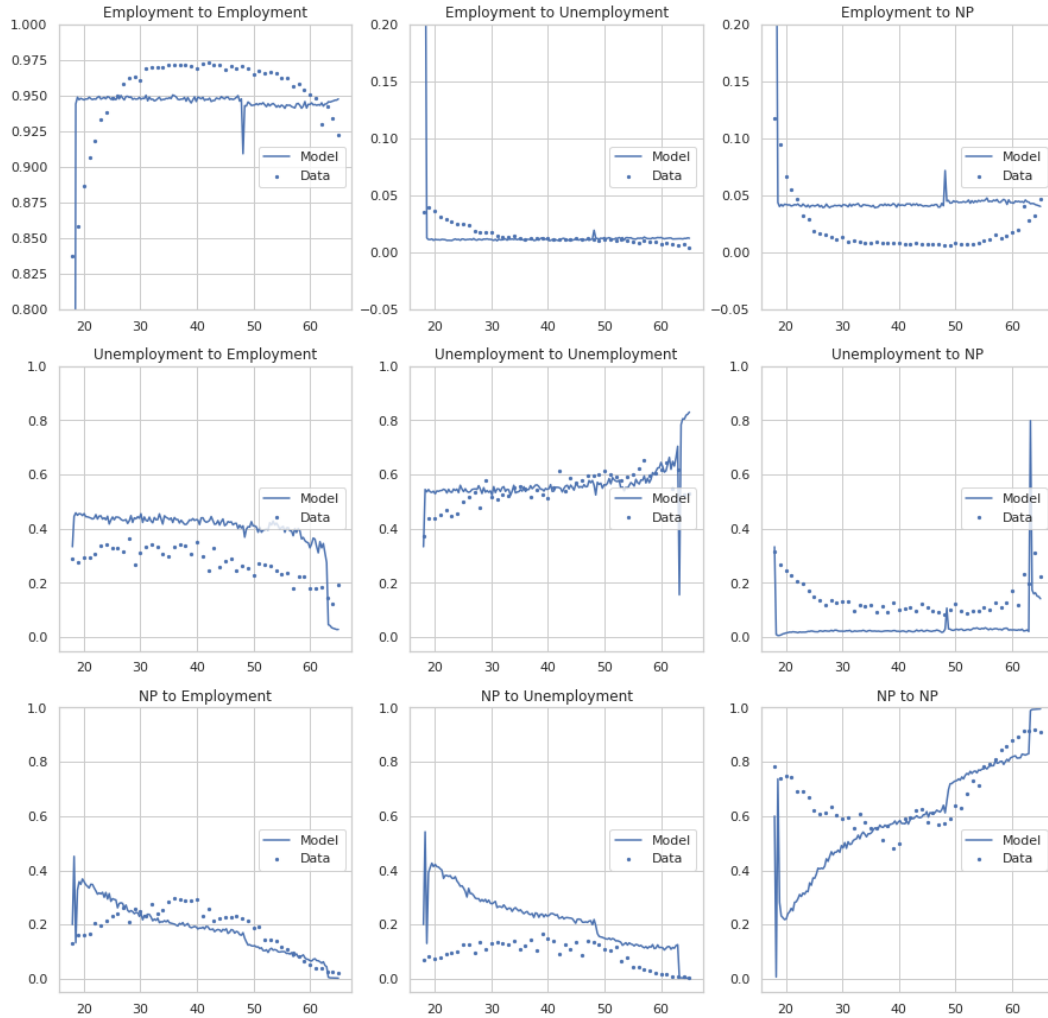 Employment to Employment
1.000
0.975
0.950
0.925
0.900
0.875
0.850
0.825
0.800
20 30 40 50 60
Model
Data
Employment to Unemployment
0.20
0.15
0.10
0.05
0.00
−0.05
20 30 40 50 60
Model
Data
Employment to NP
0.20
0.15
0.10
0.05
0.00
−0.05
20 30 40 50 60
Model
Data
Unemployment to Employment
1.0
0.8
0.6
0.4
0.2
0.0
20 30 40 50 60
Model
Data
Unemployment to Unemployment
1.0
0.8
0.6
0.4
0.2
0.0
20 30 40 50 60
Model
Data
Unemployment to NP
1.0
0.8
0.6
0.4
0.2
0.0
20 30 40 50 60
Model
Data
NP to Employment
1.0
0.8
0.6
0.4
0.2
0.0
20 30 40 50 60
Model
Data
NP to Unemployment
1.0
0.8
0.6
0.4
0.2
0.0
20 30 40 50 60
Model
Data
NP to NP
1.0
0.8
0.6
0.4
0.2
0.0
20 30 40 50 60
Model
Data